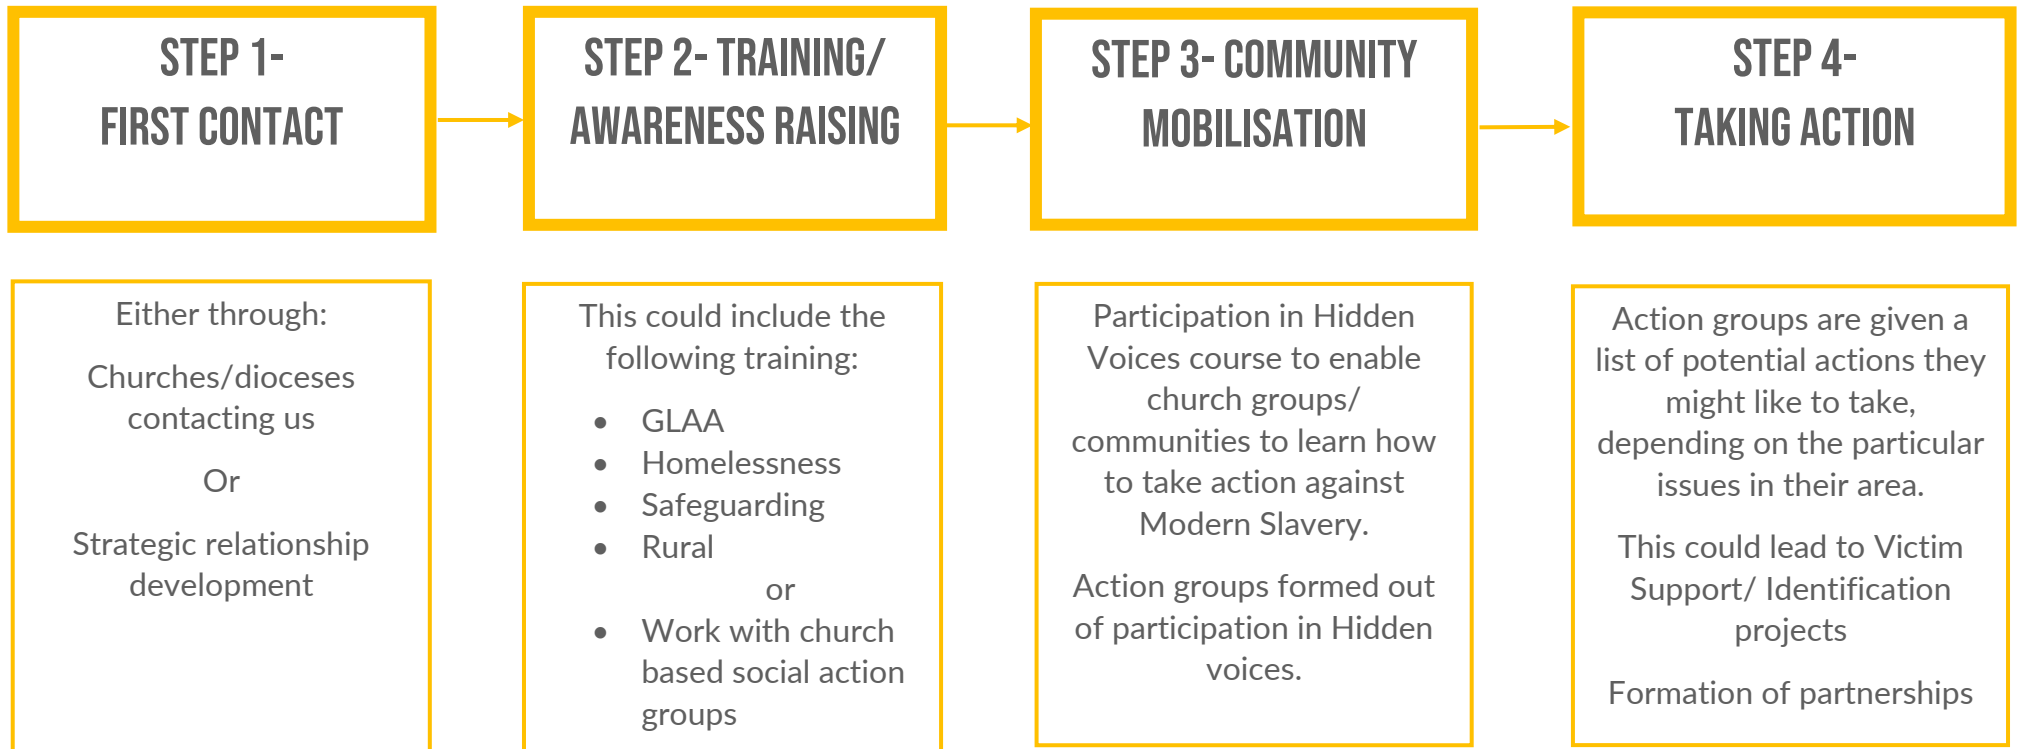 STEP 1-
FIRST CONTACT
Either through:
Churches/dioceses
contacting us
Or
Strategic relationship
development
STEP 2- TRAINING/
AWARENESS RAISING
This could include the
following training:
• GLAA
• Homelessness
• Safeguarding
• Rural
or
• Work with church
based social action
groups
STEP 3- COMMUNITY
MOBILISATION
Participation in Hidden
Voices course to enable
church groups/
communities to learn how
to take action against
Modern Slavery.
Action groups formed out
of participation in Hidden
voices.
STEP 4-
TAKING ACTION
Action groups are given a
list of potential actions they
might like to take,
depending on the particular
issues in their area.
This could lead to Victim
Support/ Identification
projects
Formation of partnerships